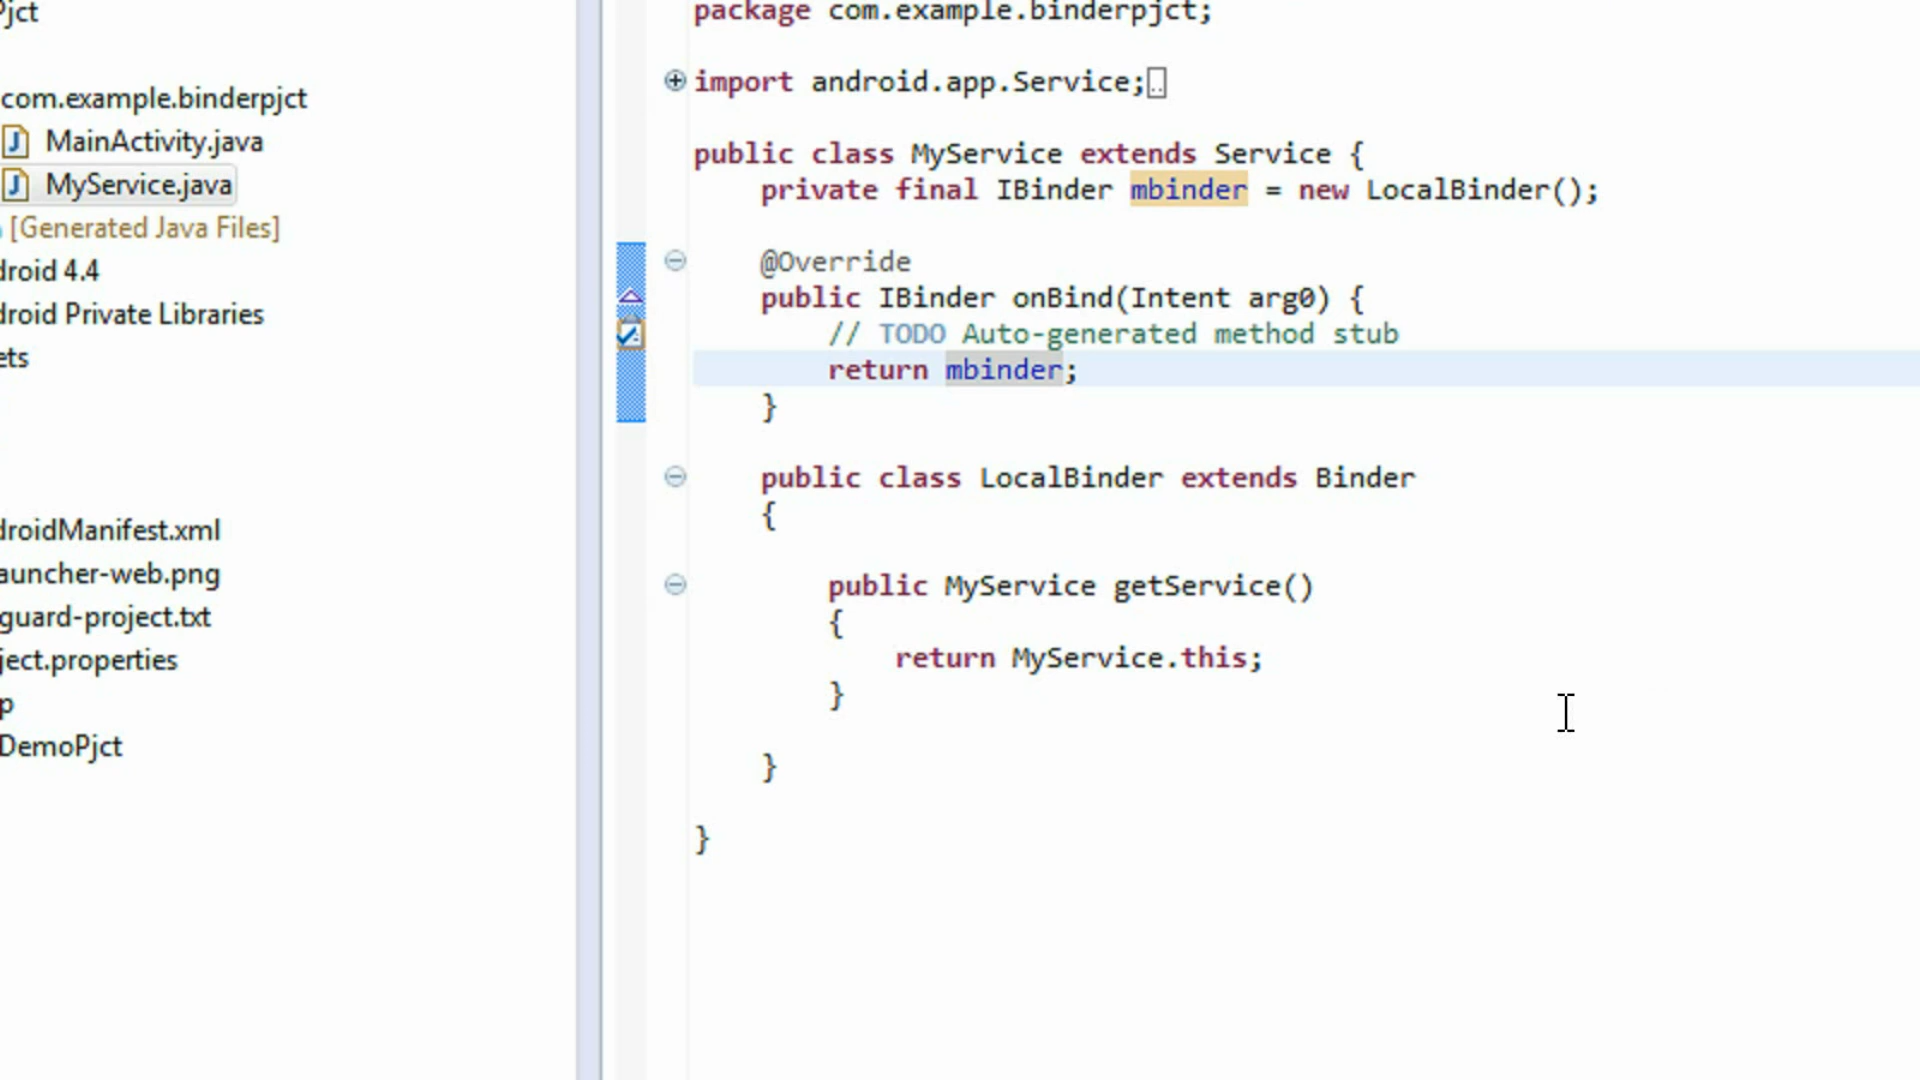 Pjct
com.example.binderpjct
MainActivity.java
MyService.java
[Generated Java Files]
droid 4.4
droid Private Libraries
ets
droidManifest.xml
auncher-web.png
guard-project.txt
ject.properties
p
DemoPjct
package com.example.binderpjct;
import android.app.Service;
public class MyService extends Service {
private final IBinder mbinder = new LocalBinder();
@Override
public IBinder onBind(Intent arg0) {
// TODO Auto-generated method stub
return mbinder;
}
public class LocalBinder extends Binder
{
public MyService getService()
{
return MyService.this;
}
}
}